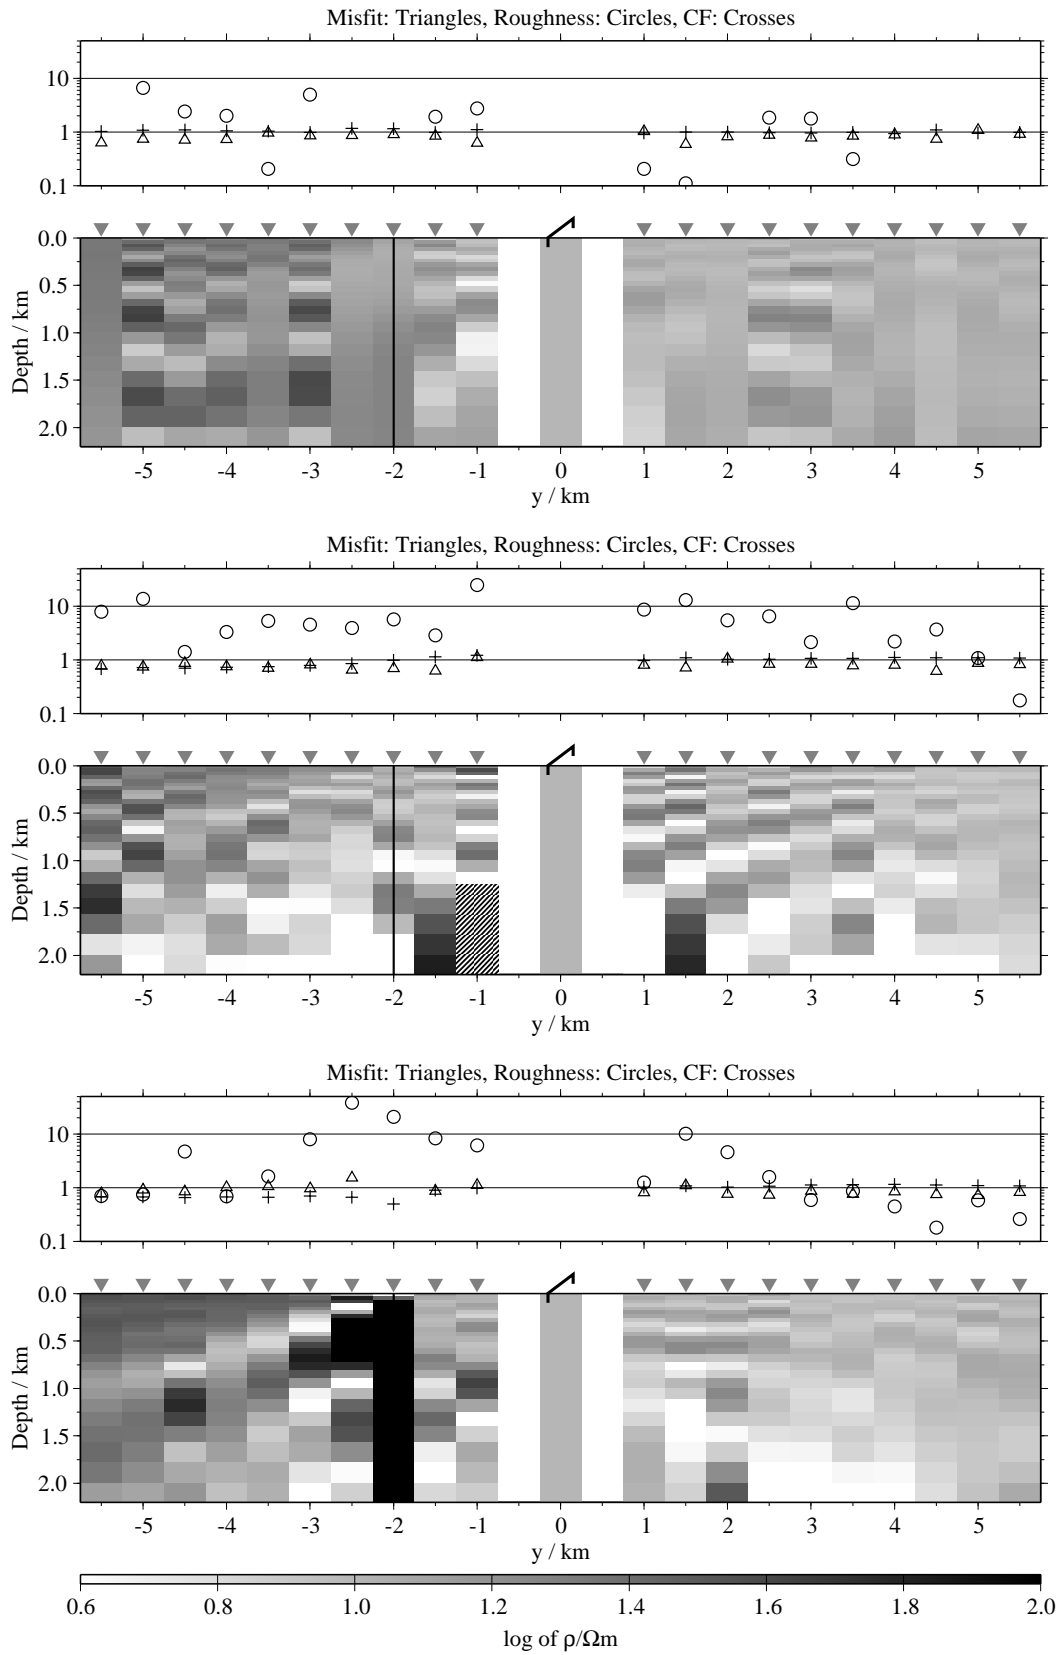 Misfit: Triangles, Roughness: Circles, CF: Crosses
10
1
0.1
0.0
0.5
1.0
1.5
2.0
Depth / km
-5 -4 -3 -2 -1 0 1 2 3 4 5
y / km
Misfit: Triangles, Roughness: Circles, CF: Crosses
10
1
0.1
0.0
0.5
1.0
1.5
2.0
Depth / km
-5 -4 -3 -2 -1 0 1 2 3 4 5
y / km
Misfit: Triangles, Roughness: Circles, CF: Crosses
10
1
0.1
0.0
0.5
1.0
1.5
2.0
Depth / km
-5 -4 -3 -2 -1 0 1 2 3 4 5
y / km
0.6 0.8 1.0 1.2 1.4 1.6 1.8 2.0
log of ρ/Ωm